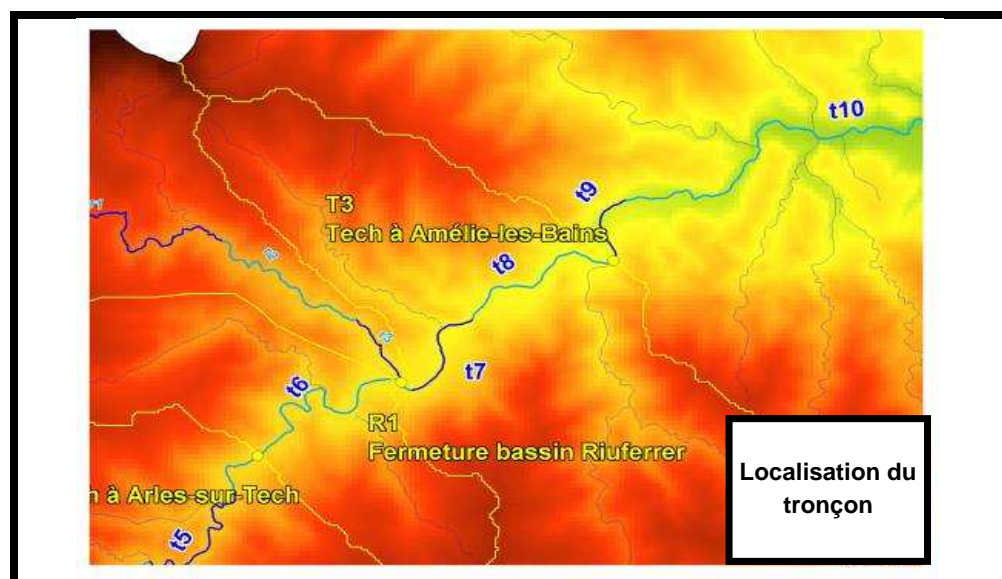 t10
t9
T3
Tech à Amélie-les-Bains
t8
t7
t6
R1
Fermeture bassin Riuferrer
h à Arles-sur-Tech
t5
Localisation du
tronçon